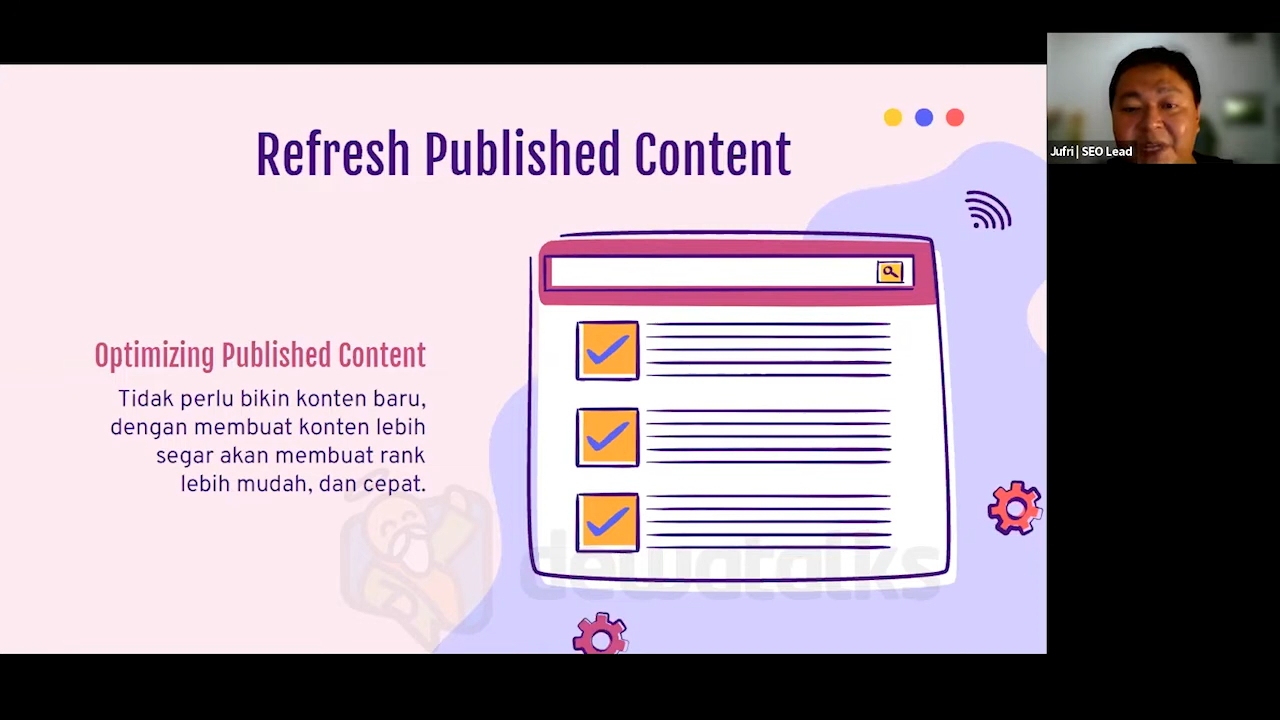 Refresh Published Content
Jufri | SEO Lead
Optimizing Published Content
Tidak perlu bikin konten baru,
dengan membuat konten lebih
segar akan membuat rank
lebih mudah, dan cepat.
dewatalks